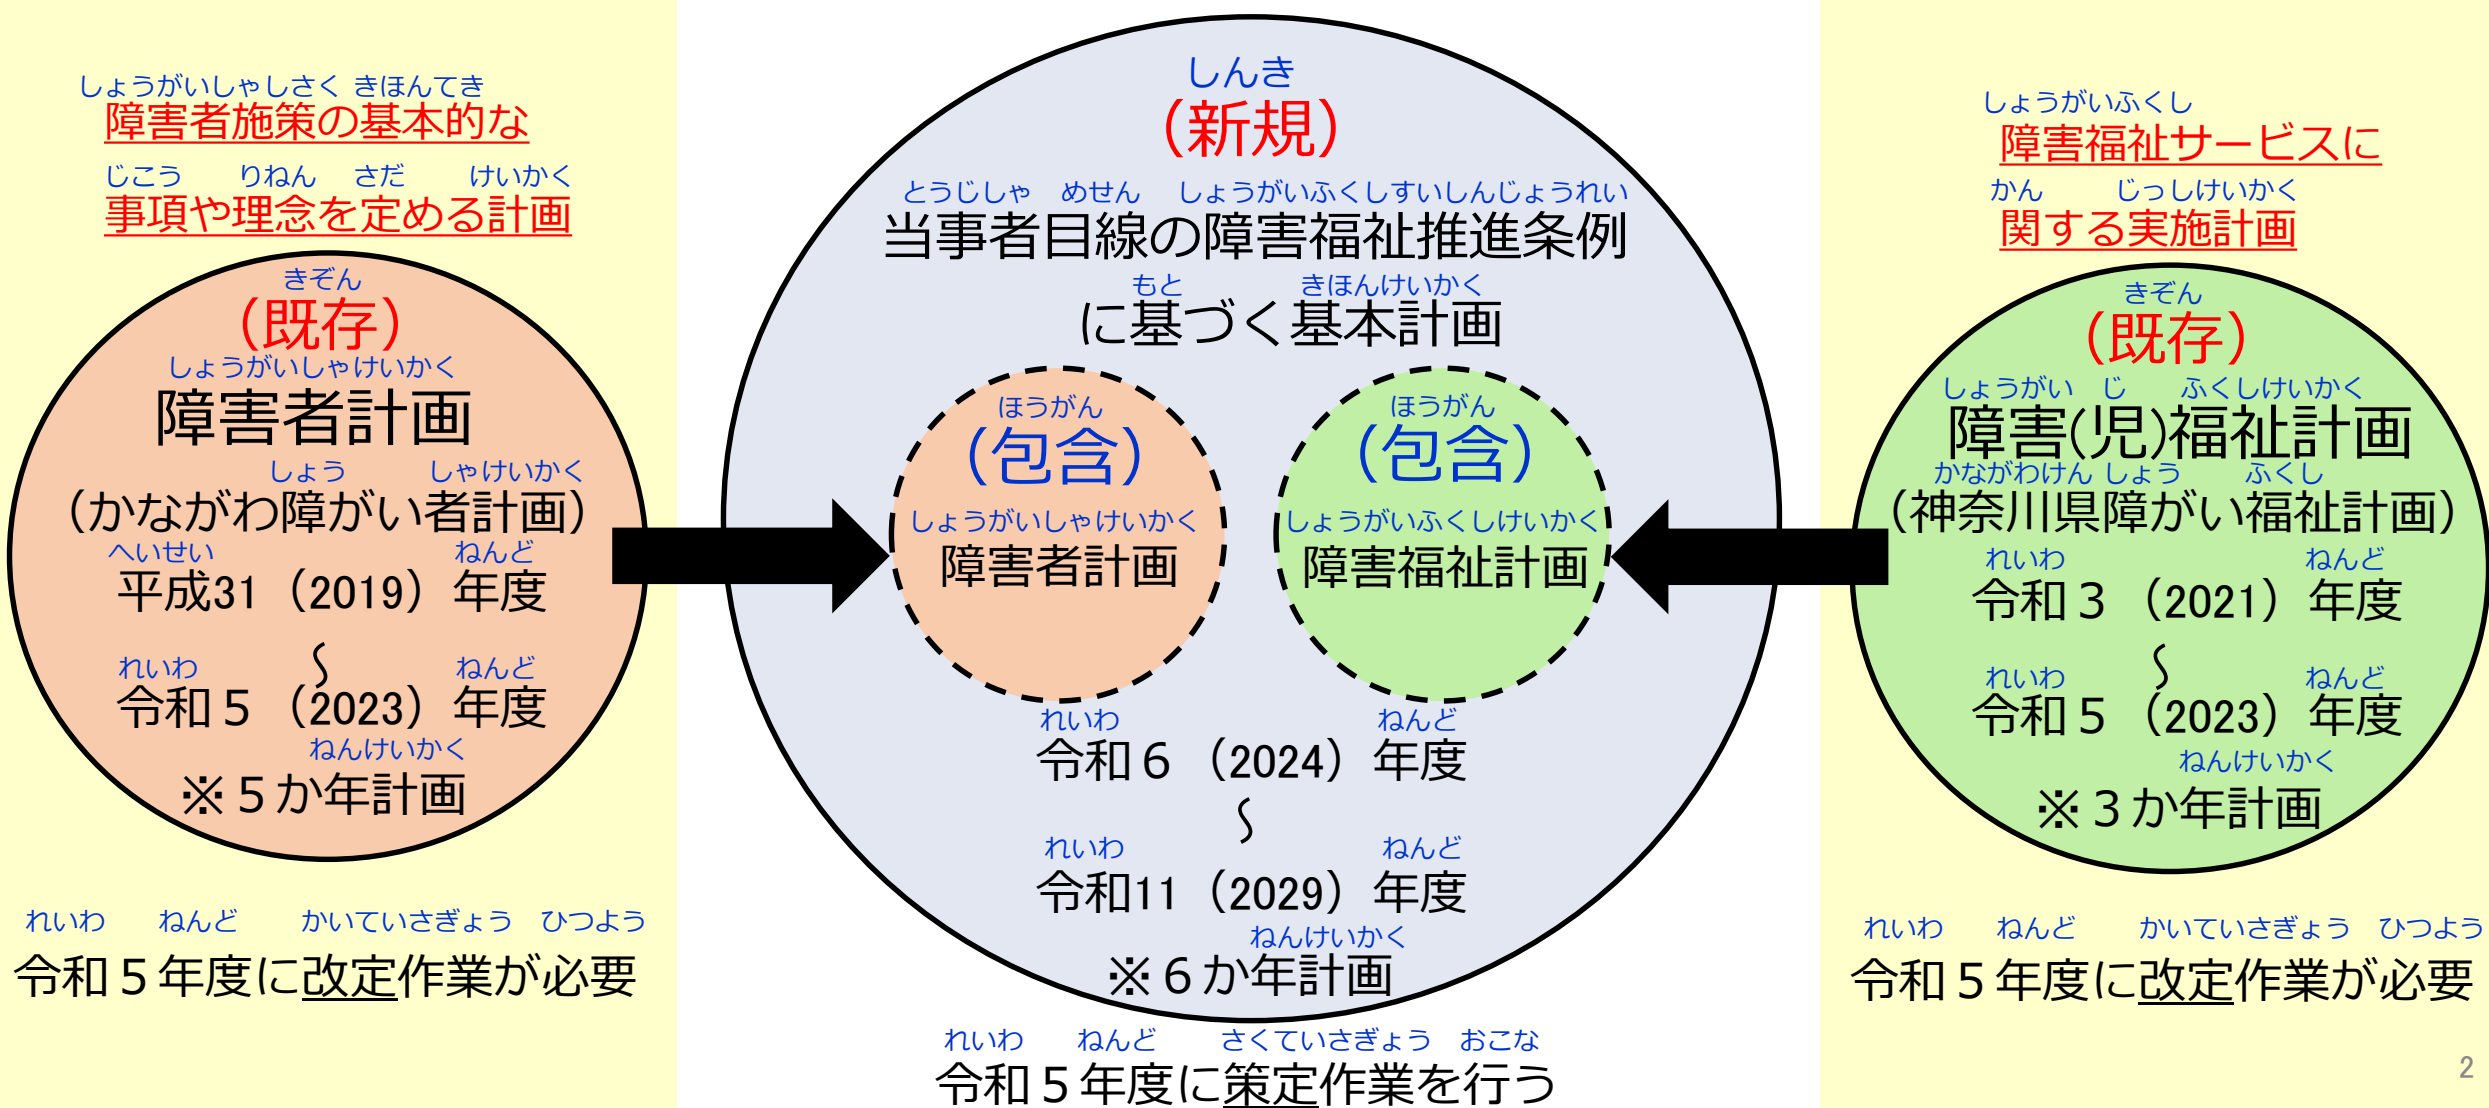 しょうがいしゃしさく きほんてき
障害者施策の基本的な
じこう りねん さだ けいかく
事項や理念を定める計画
きぞん
（既存）
しょうがいしゃけいかく
障害者計画
しょう しゃけいかく
（かながわ障がい者計画）
へいせい ねんど
平成31（2019）年度
～
れいわ ねんど
令和５（2023）年度
ねんけいかく
※５か年計画
れいわ ねんど かいていさぎょう ひつよう
令和５年度に改定作業が必要
しんき
（新規）
とうじしゃ めせん しょうがいふくしすいしんじょうれい
当事者目線の障害福祉推進条例
もと きほんけいかく
に基づく基本計画
ほうがん
（包含）
しょうがいしゃけいかく
障害者計画
ほうがん
（包含）
しょうがいふくしけいかく
障害福祉計画
れいわ ねんど
令和６（2024）年度
～
れいわ ねんど
令和11（2029）年度
ねんけいかく
※６か年計画
れいわ ねんど さくていさぎょう おこな
令和５年度に策定作業を行う
しょうがいふくし
障害福祉サービスに
かん じっしけいかく
関する実施計画
きぞん
（既存）
しょうがい じ ふくしけいかく
障害(児)福祉計画
かながわけん しょう ふくし
（神奈川県障がい福祉計画）
れいわ ねんど
令和３（2021）年度
～
れいわ ねんど
令和５（2023）年度
ねんけいかく
※３か年計画
れいわ ねんど かいていさぎょう ひつよう
令和５年度に改定作業が必要
2